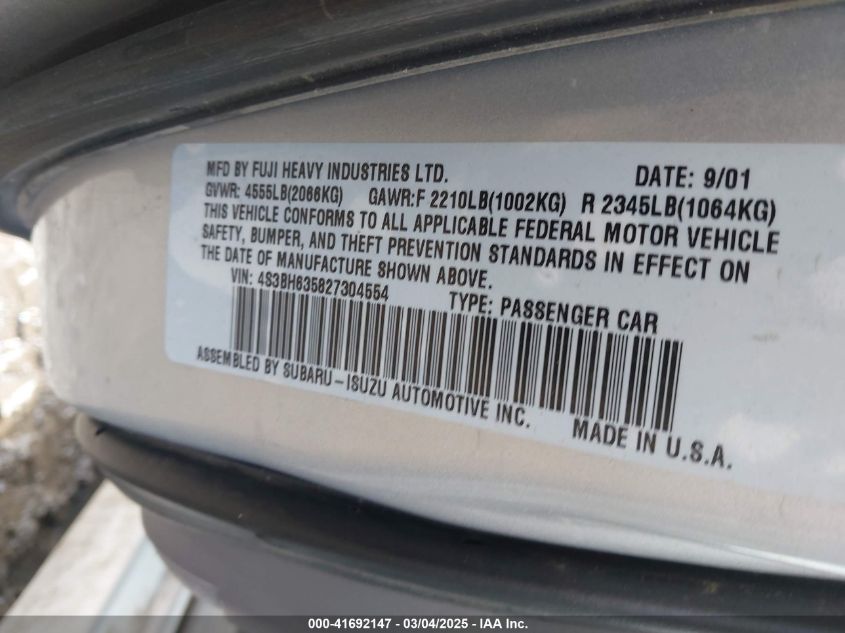 MFD BY FUJI HEAVY INDUSTRIES LTD. DATE: 9/01
GVWR: 4555LB(2066KG) GAWR:F 2210LB(1002KG) R 2345LB(1064KG)
THIS VEHICLE CONFORMS TO ALL APPLICABLE FEDERAL MOTOR VEHICLE
SAFETY, BUMPER, AND THEFT PREVENTION STANDARDS IN EFFECT ON
THE DATE OF MANUFACTURE SHOWN ABOVE.
VIN: 4S3BH635827304554 TYPE: PASSENGER CAR
ASSEMBLED BY SUBARU-ISUZU AUTOMOTIVE INC. MADE IN U.S.A.
000-41692147 - 03/04/2025 - IAA Inc.